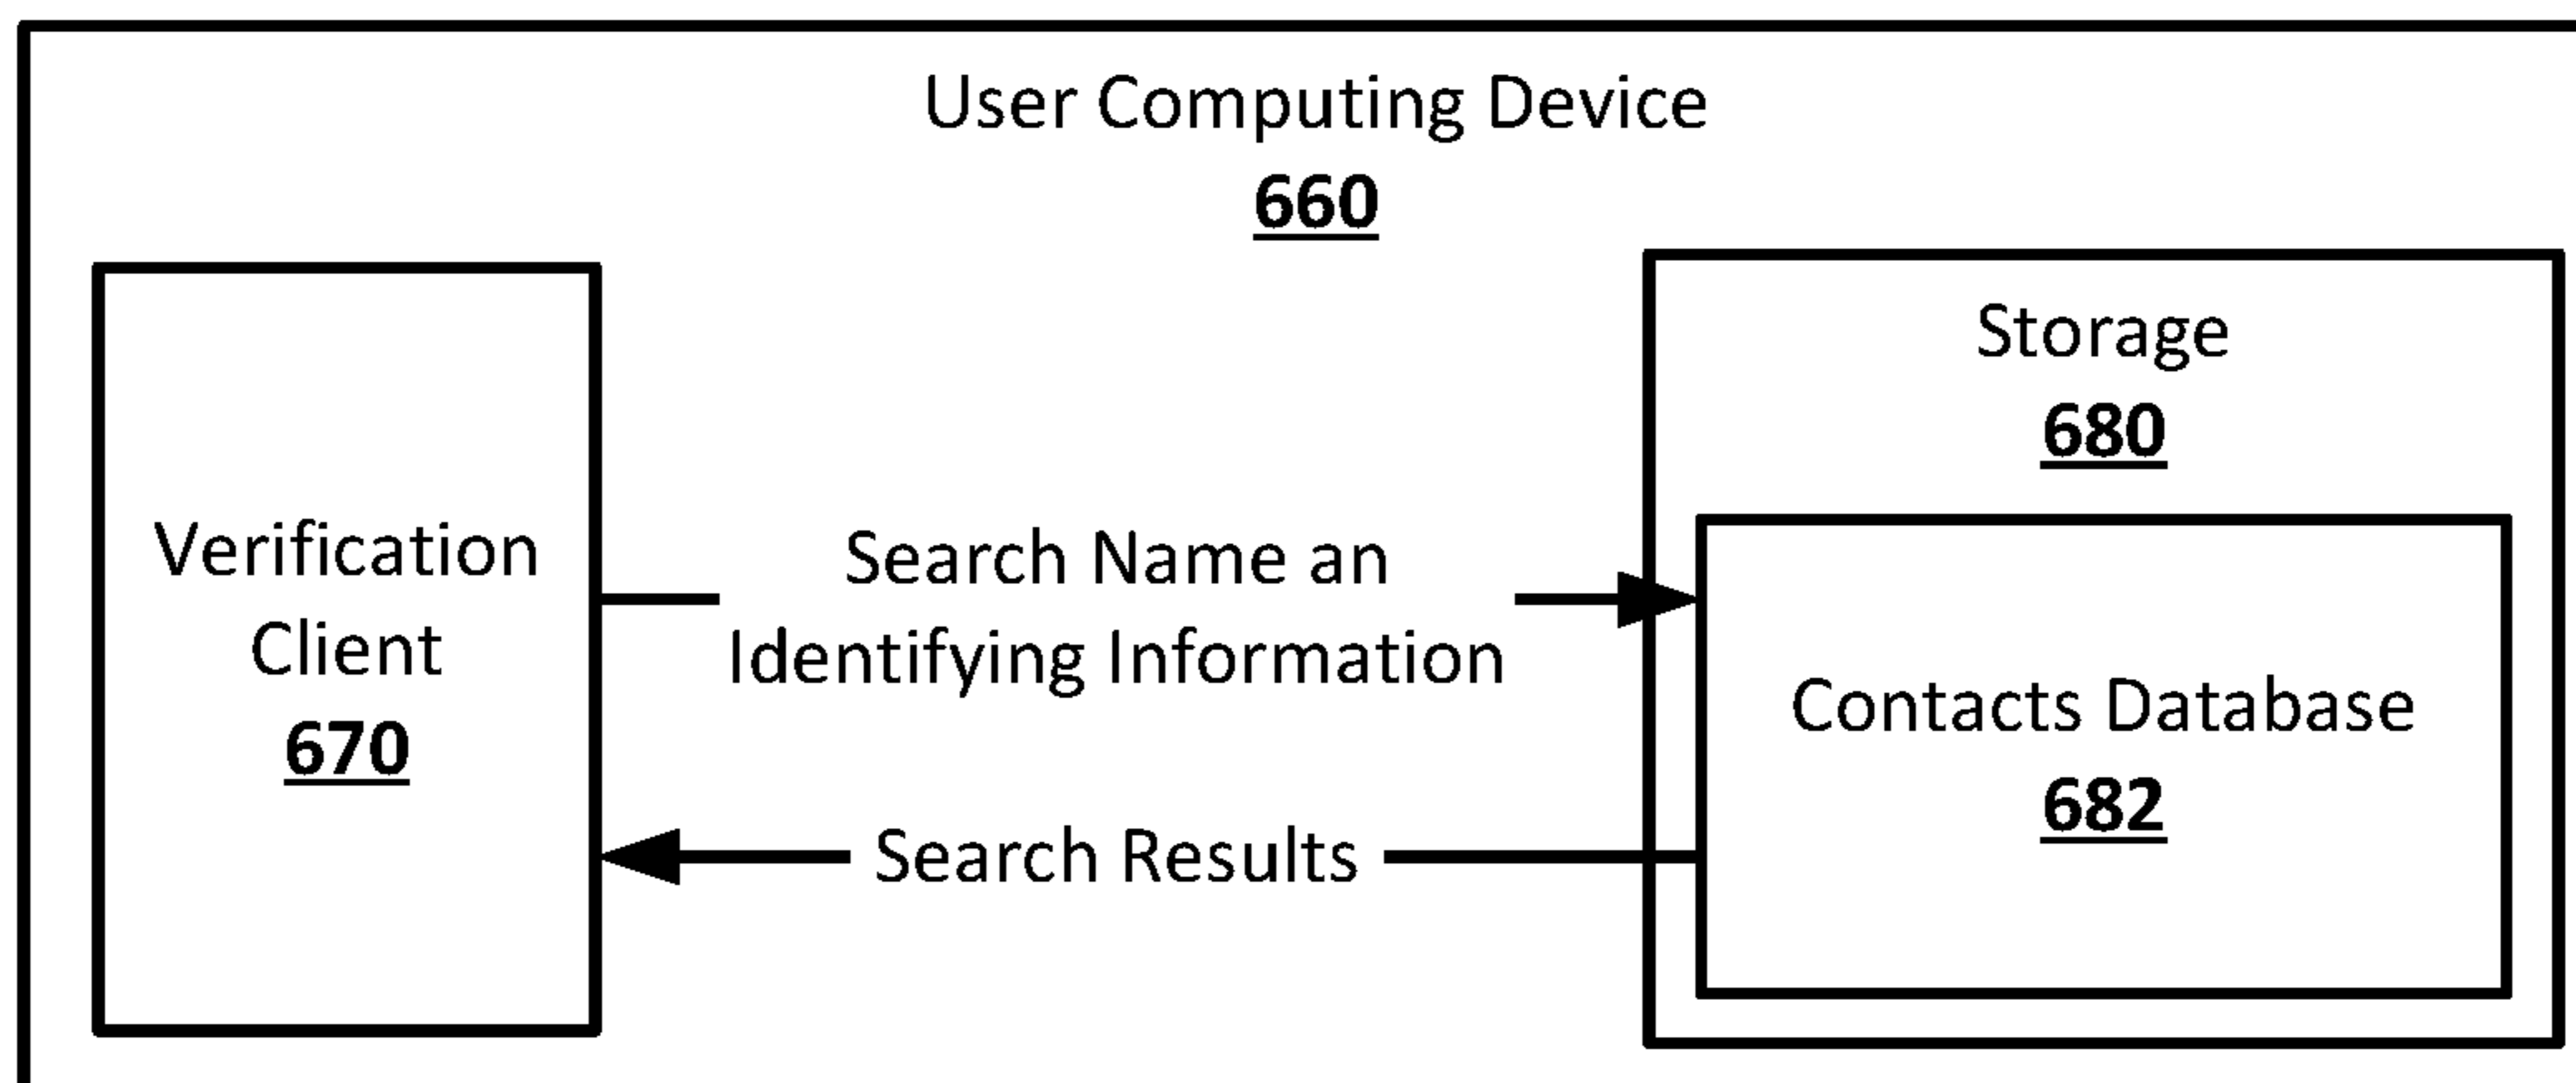 User Computing Device
660
Storage
680
Verification
Client
670
Search Name an
Identifying Information
Contacts Database
682
Search Results